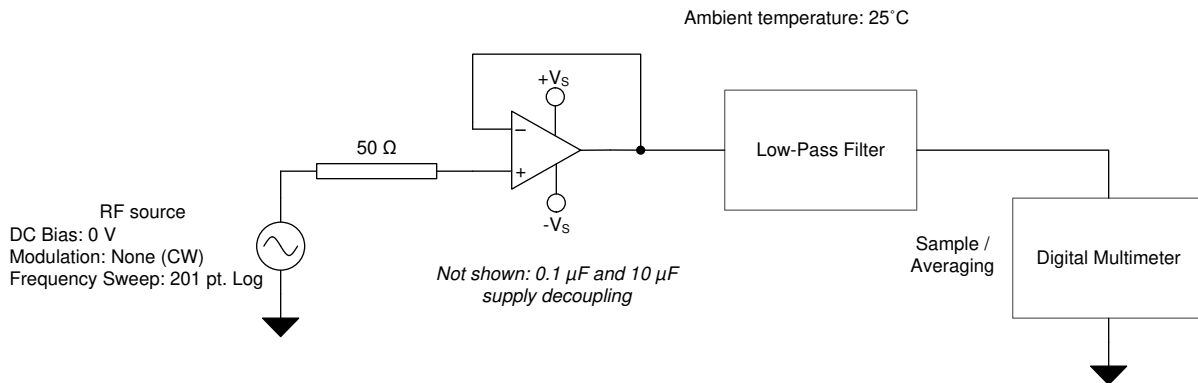 Ambient temperature: 25˚C
+VS
50 Ω
−
+
-VS
Low-Pass Filter
RF source
DC Bias: 0 V
Modulation: None (CW)
Frequency Sweep: 201 pt. Log
Not shown: 0.1 µF and 10 µF
supply decoupling
Sample /
Averaging
Digital Multimeter